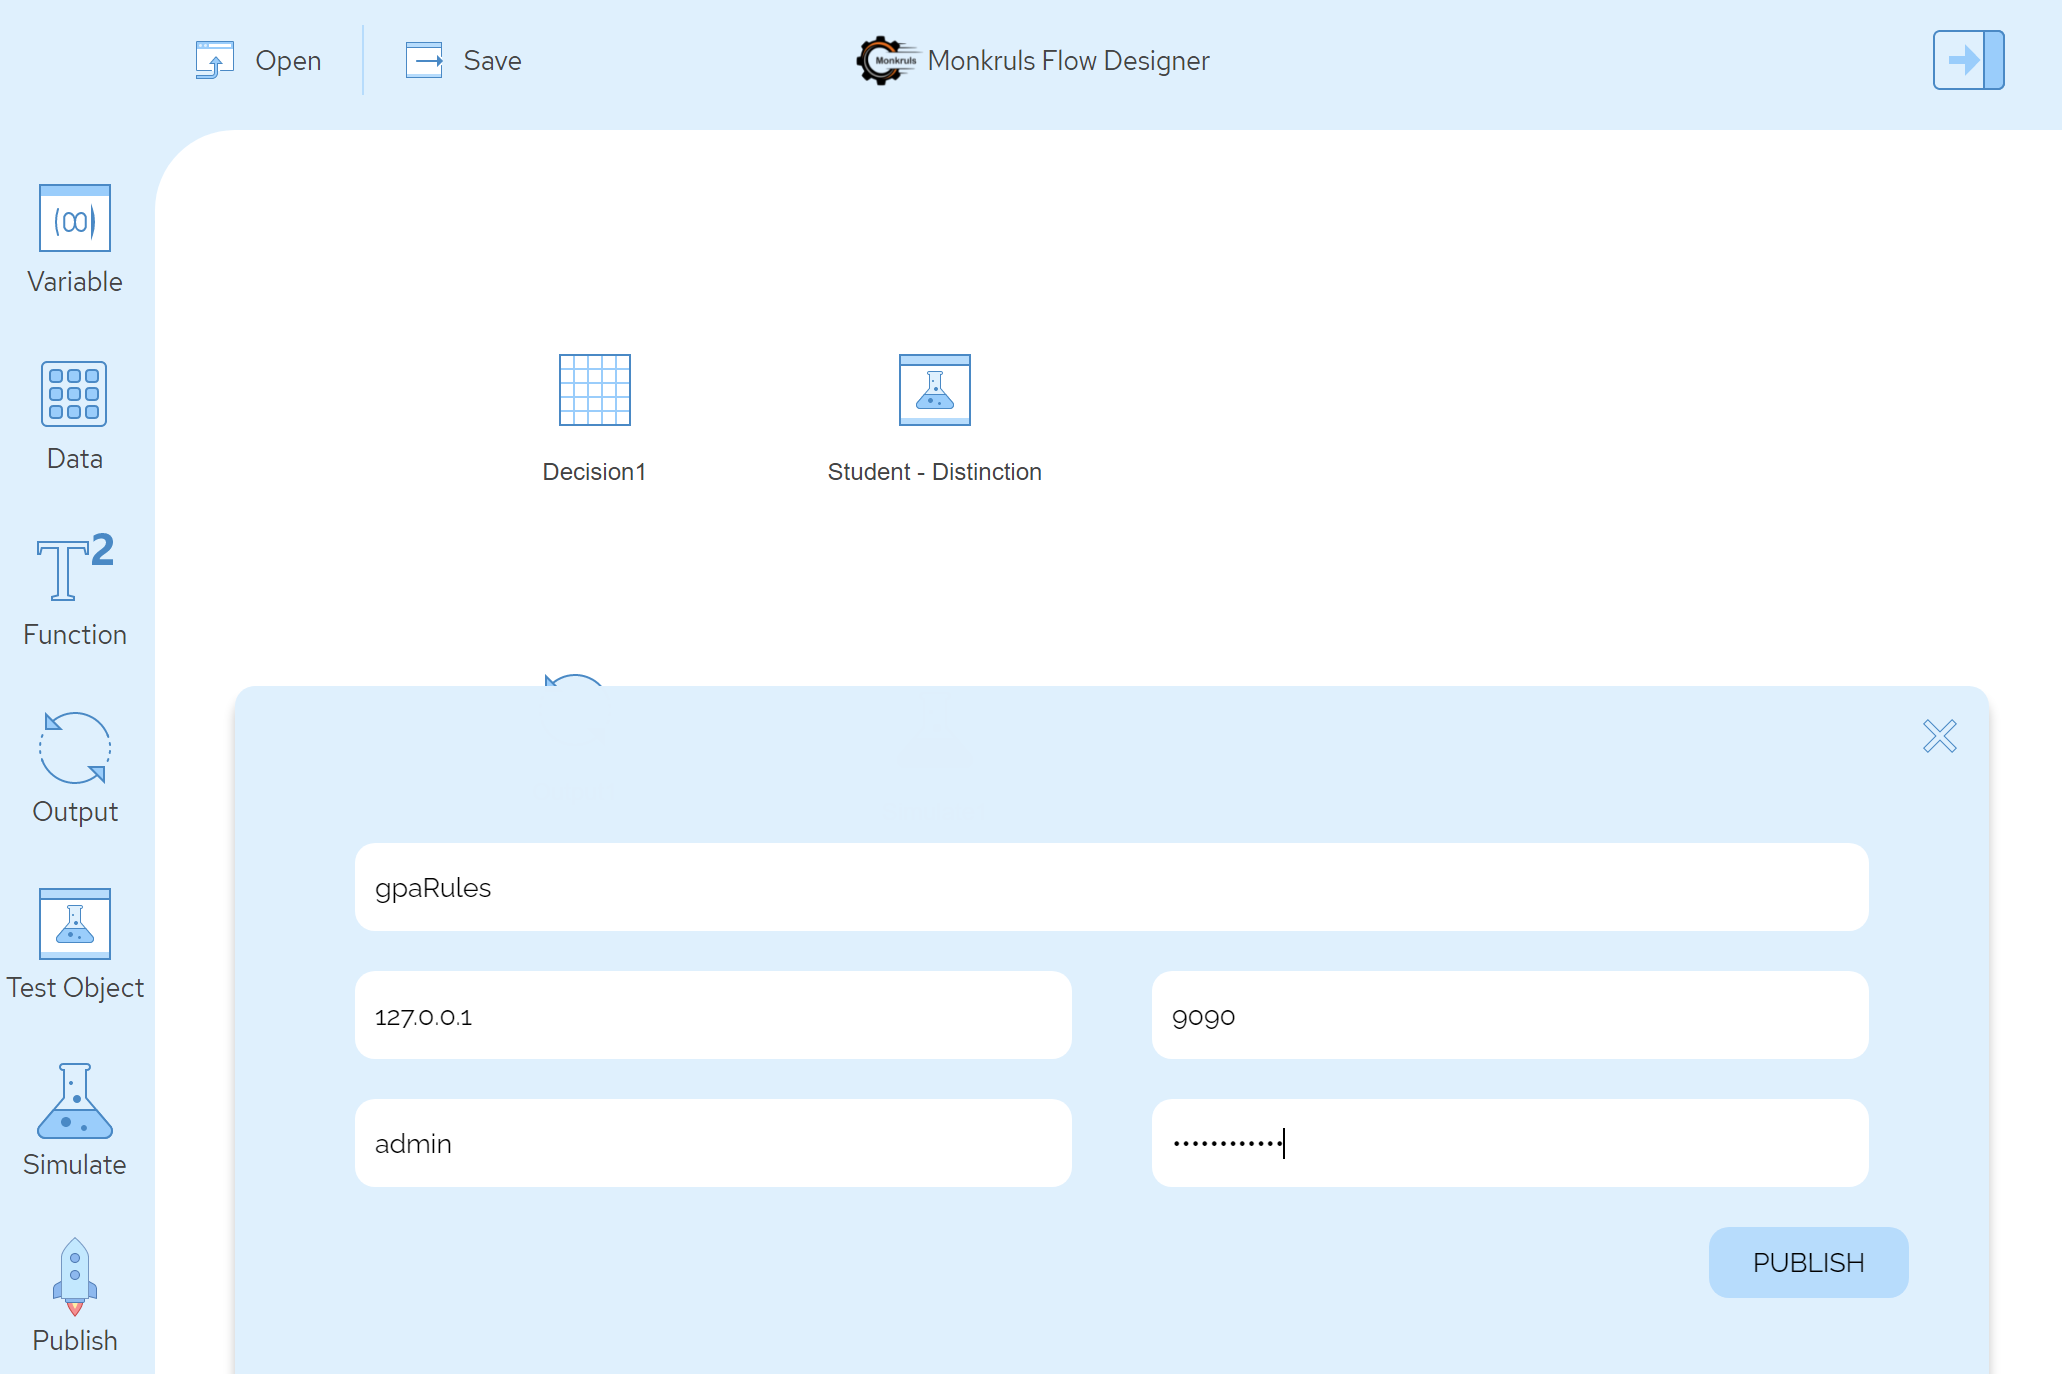 Open
Save
Monkruls
Monkruls Flow Designer
Variable
Data
T2
Function
Output
Test Object
Simulate
Publish
Decision1
Student - Distinction
gpaRules
127.0.0.1
9090
admin
••••••••••••
PUBLISH